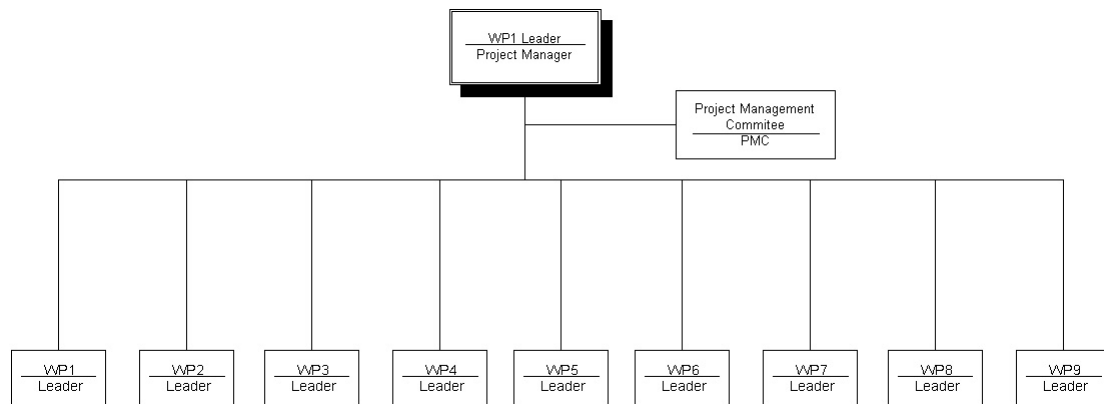 WP1 Leader
Project Manager
Project Management
Commitee
PMC
WP1
Leader
WP2
Leader
WP3
Leader
WP4
Leader
WP5
Leader
WP6
Leader
WP7
Leader
WP8
Leader
WP9
Leader